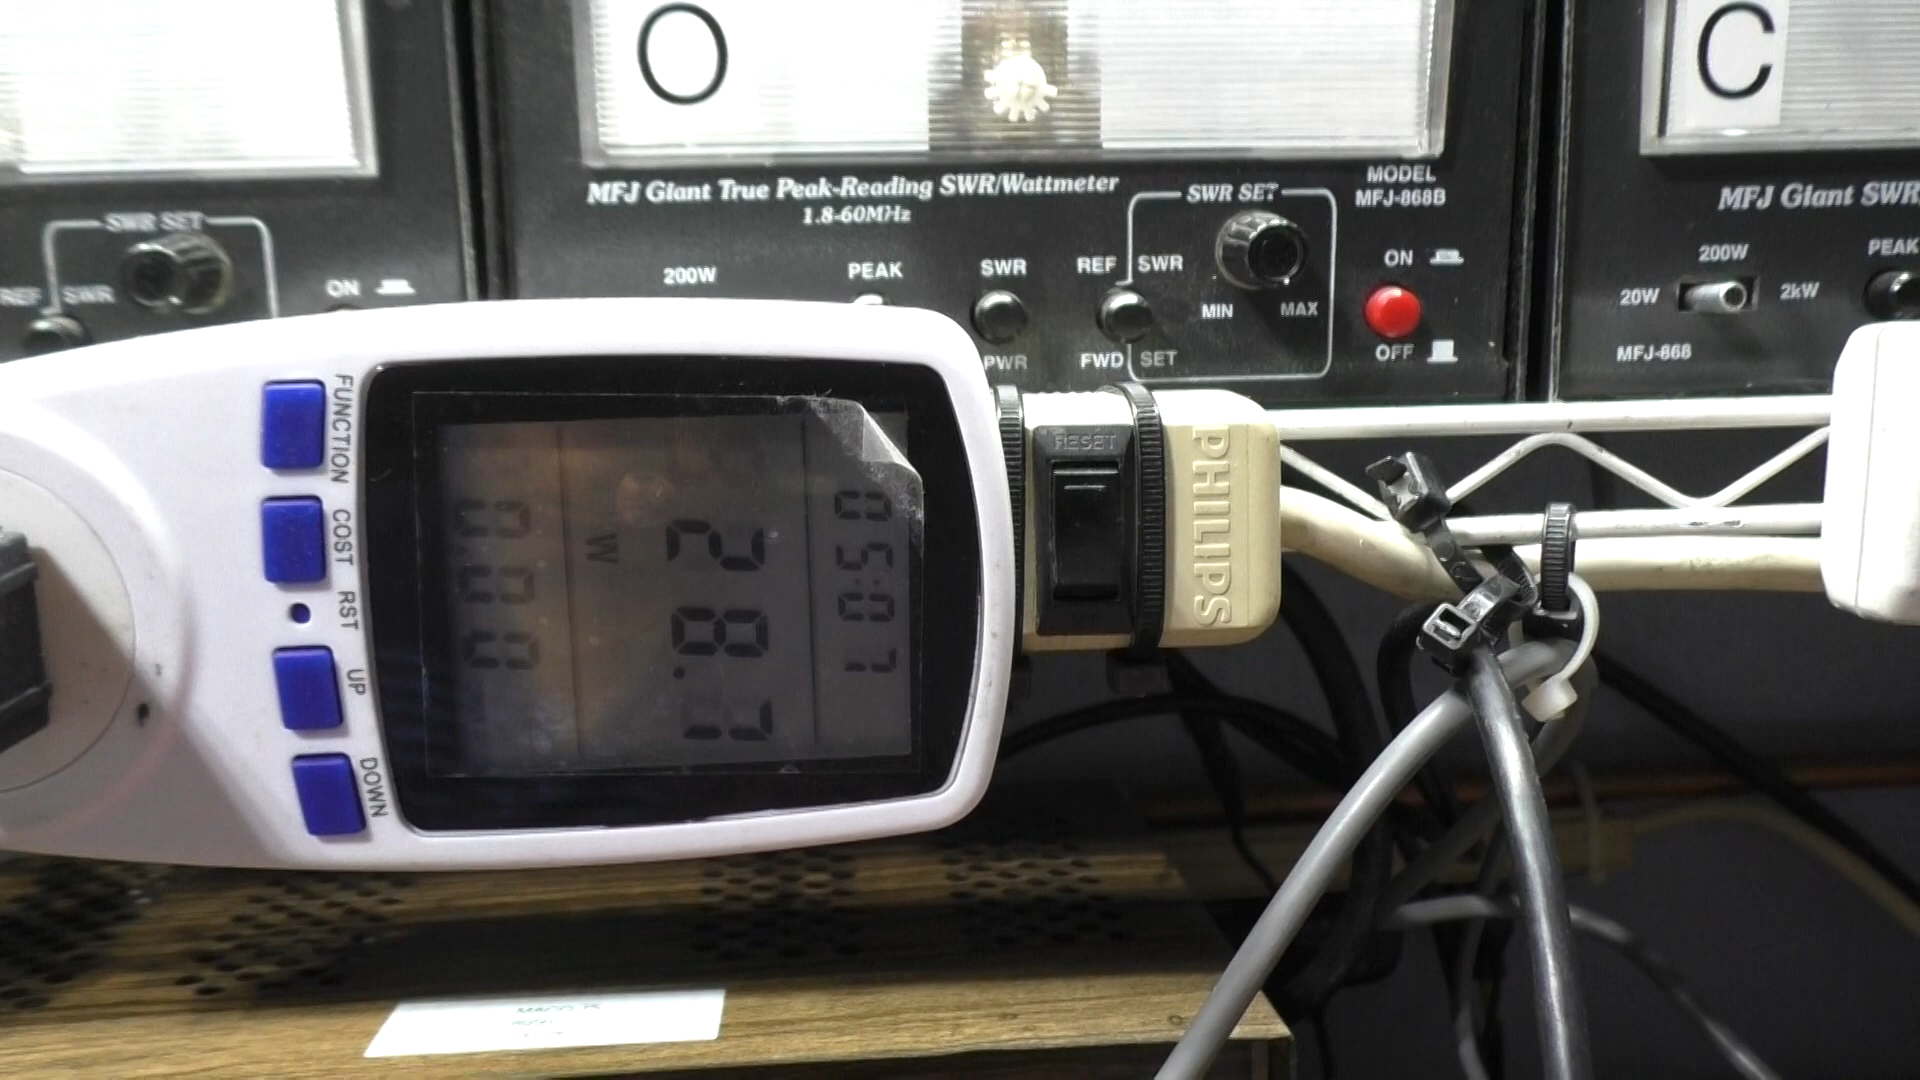 O
C
MFJ Giant True Peak-Reading SWR/Wattmeter
1.8-60MHz
MODEL
MFJ-868B
SWR SET
200W
PEAK
SWR
PWR
REF
SWR
FWD
SET
MIN
MAX
ON
OFF
SWR SET
REF
SWR
ON
MFJ Giant SWR/
200W
20W
2kW
PEAK
MFJ-868
FUNCTION
COST
RST
UP
DOWN
W
0.00
RESET
PHILIPS